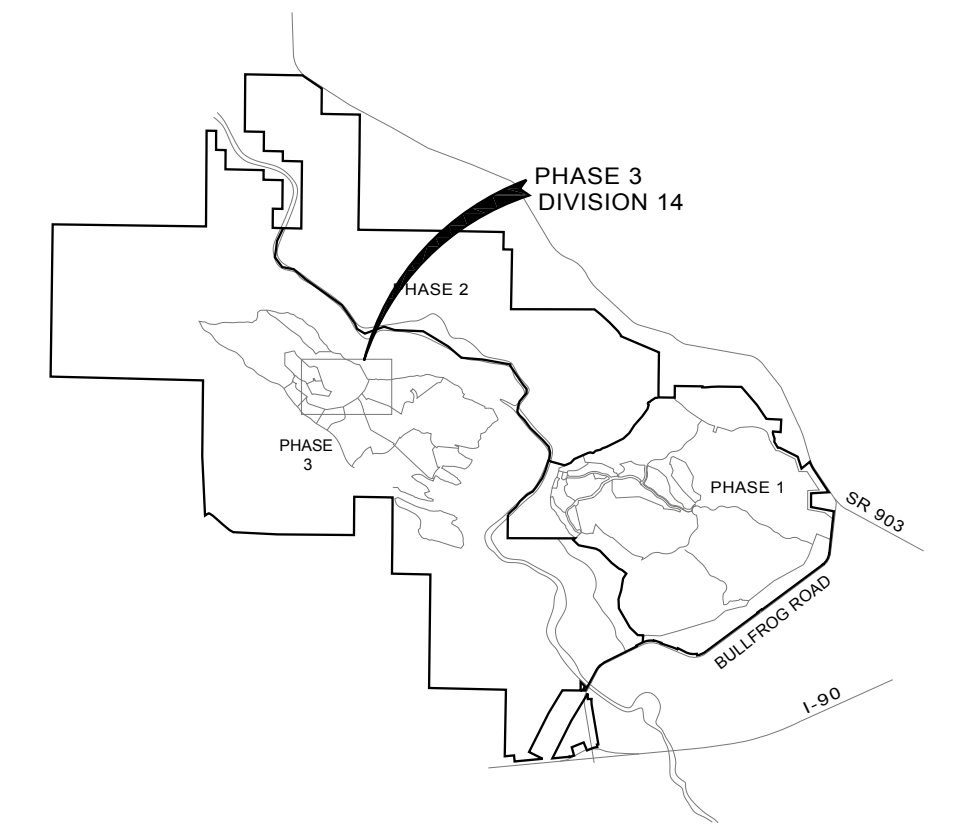 PHASE 3
DIVISION 14
PHASE 2
PHASE
3
PHASE 1
SR 903
BULLFROG ROAD
I-90